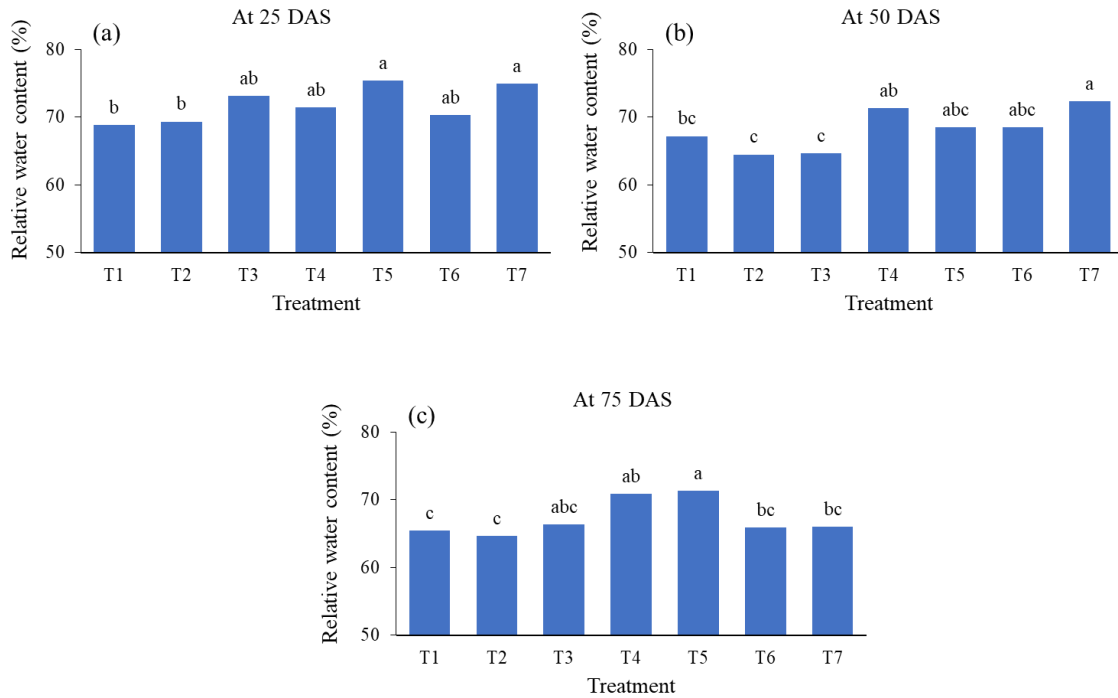 At 25 DAS
(a)
Relative water content (%)
80
70
60
50
b b ab ab a ab a
T1 T2 T3 T4 T5 T6 T7
Treatment
At 50 DAS
(b)
Relative water content (%)
80
70
60
50
bc c c ab abc abc a
T1 T2 T3 T4 T5 T6 T7
Treatment
At 75 DAS
(c)
Relative water content (%)
80
70
60
50
c c abc ab a bc bc
T1 T2 T3 T4 T5 T6 T7
Treatment